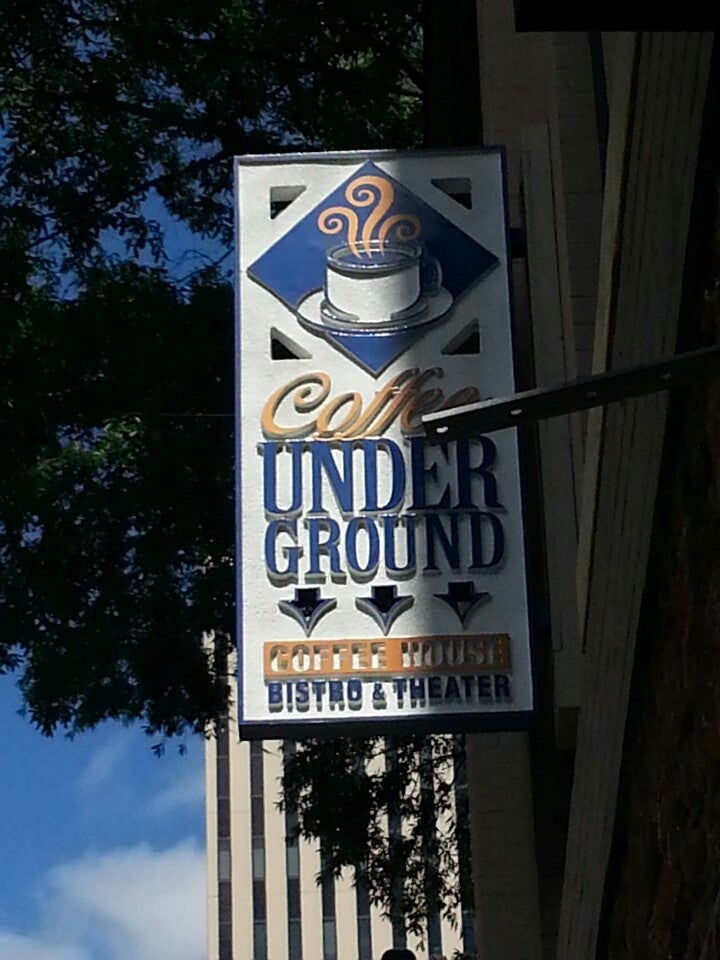 Coffee
UNDER
GROUND
COFFEE HOUSE
BISTRO & THEATER